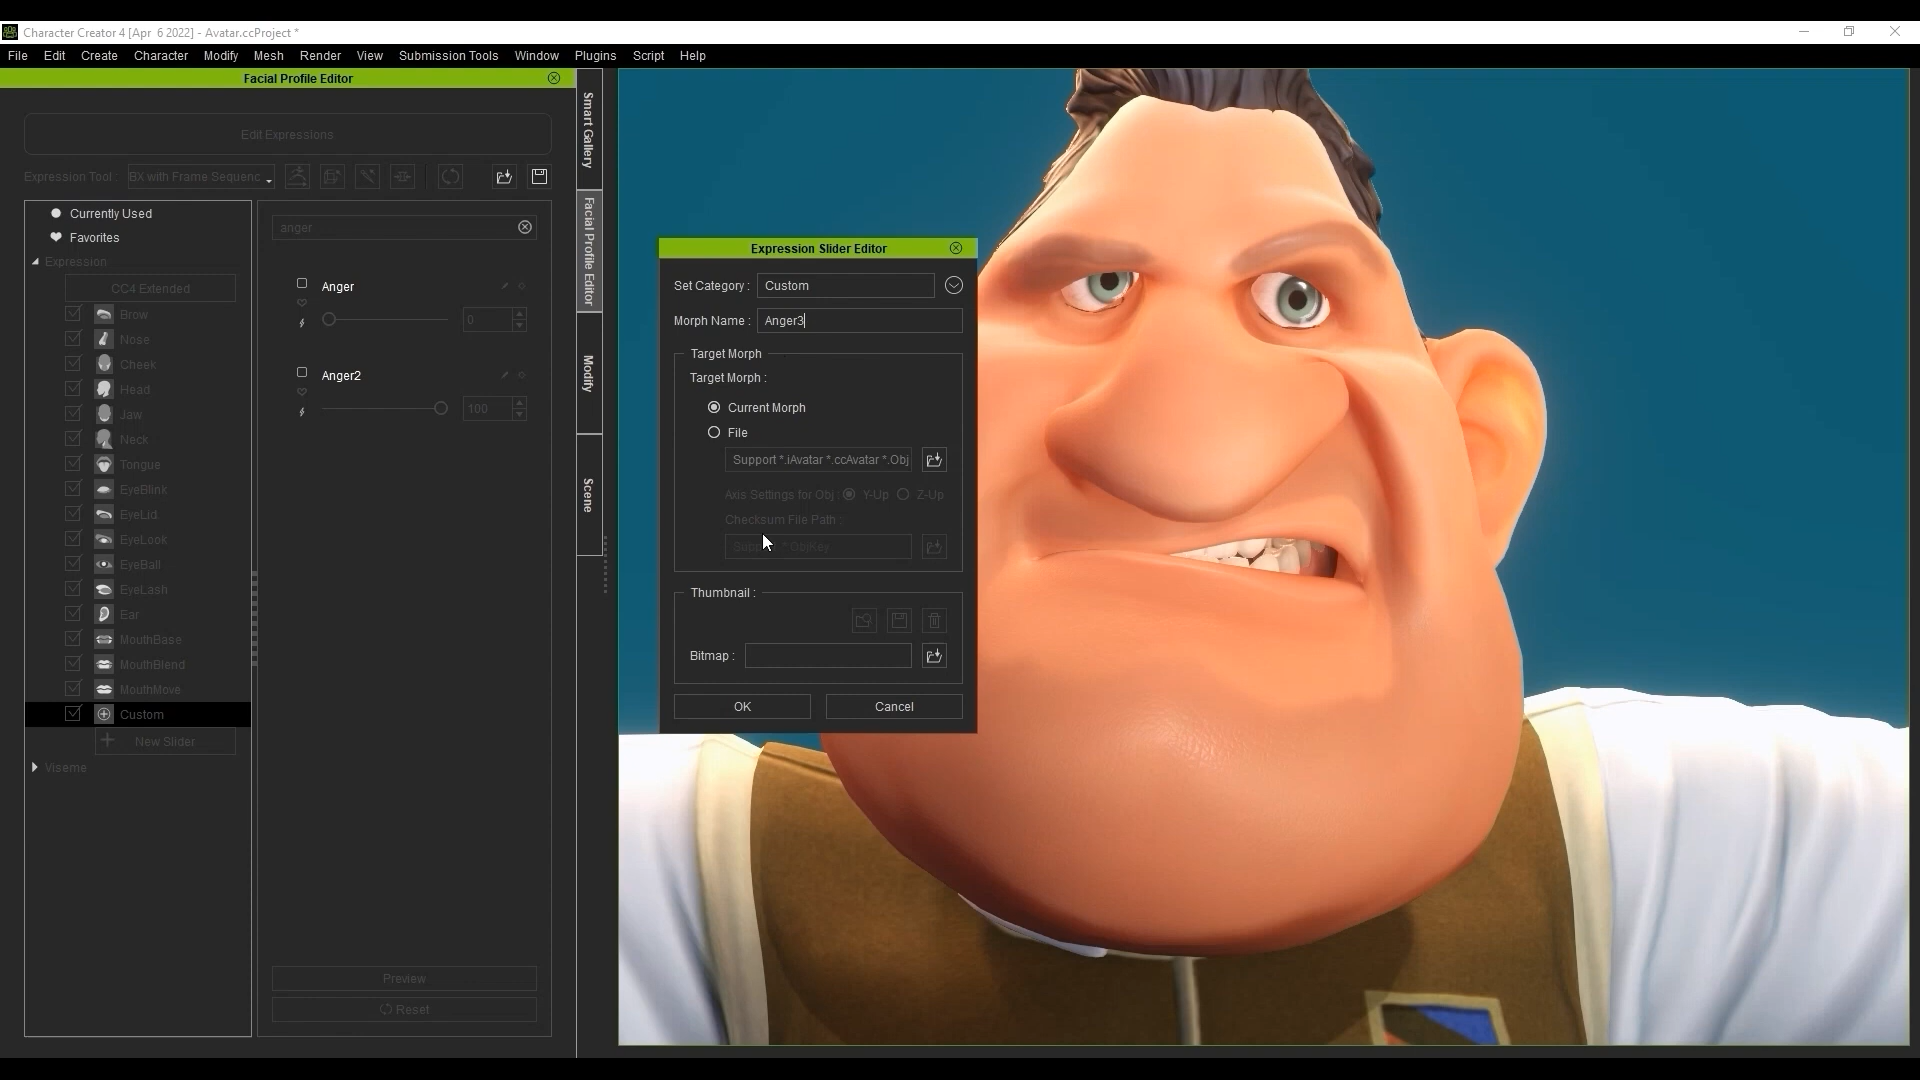 Character Creator 4 [Apr  6 2022] - Avatar.ccProject *
File Edit Create Character Modify Mesh Render View Submission Tools Window Plugins Script Help
Facial Profile Editor
Edit Expressions
Expression Tool : BX with Frame Sequenc
Currently Used
Favorites
Expression
CC4 Extended
Brow
Nose
Cheek
Head
Jaw
Neck
Tongue
EyeBlink
EyeLid
EyeLook
EyeBall
EyeLash
Ear
MouthBase
MouthBlend
MouthMove
Custom
New Slider
Viseme
anger
Anger
0
Anger2
100
Preview
Reset
Smart Gallery
Facial Profile Editor
Modify
Scene
Expression Slider Editor
Set Category : Custom
Morph Name : Anger3
Target Morph
Target Morph :
Current Morph
File
Support *.iAvatar *.ccAvatar *.Obj
Axis Settings for Obj Y-Up Z-Up
Checksum File Path :
*.ObjKey
Thumbnail :
Bitmap :
OK Cancel